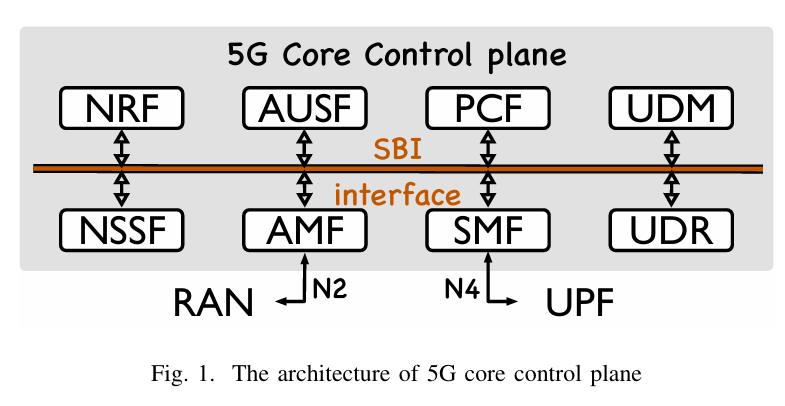 5G Core Control plane
NRF AUSF PCF UDM
SBI
interface
NSSF AMF SMF UDR
N2 N4
RAN UPF
Fig. 1. The architecture of 5G core control plane